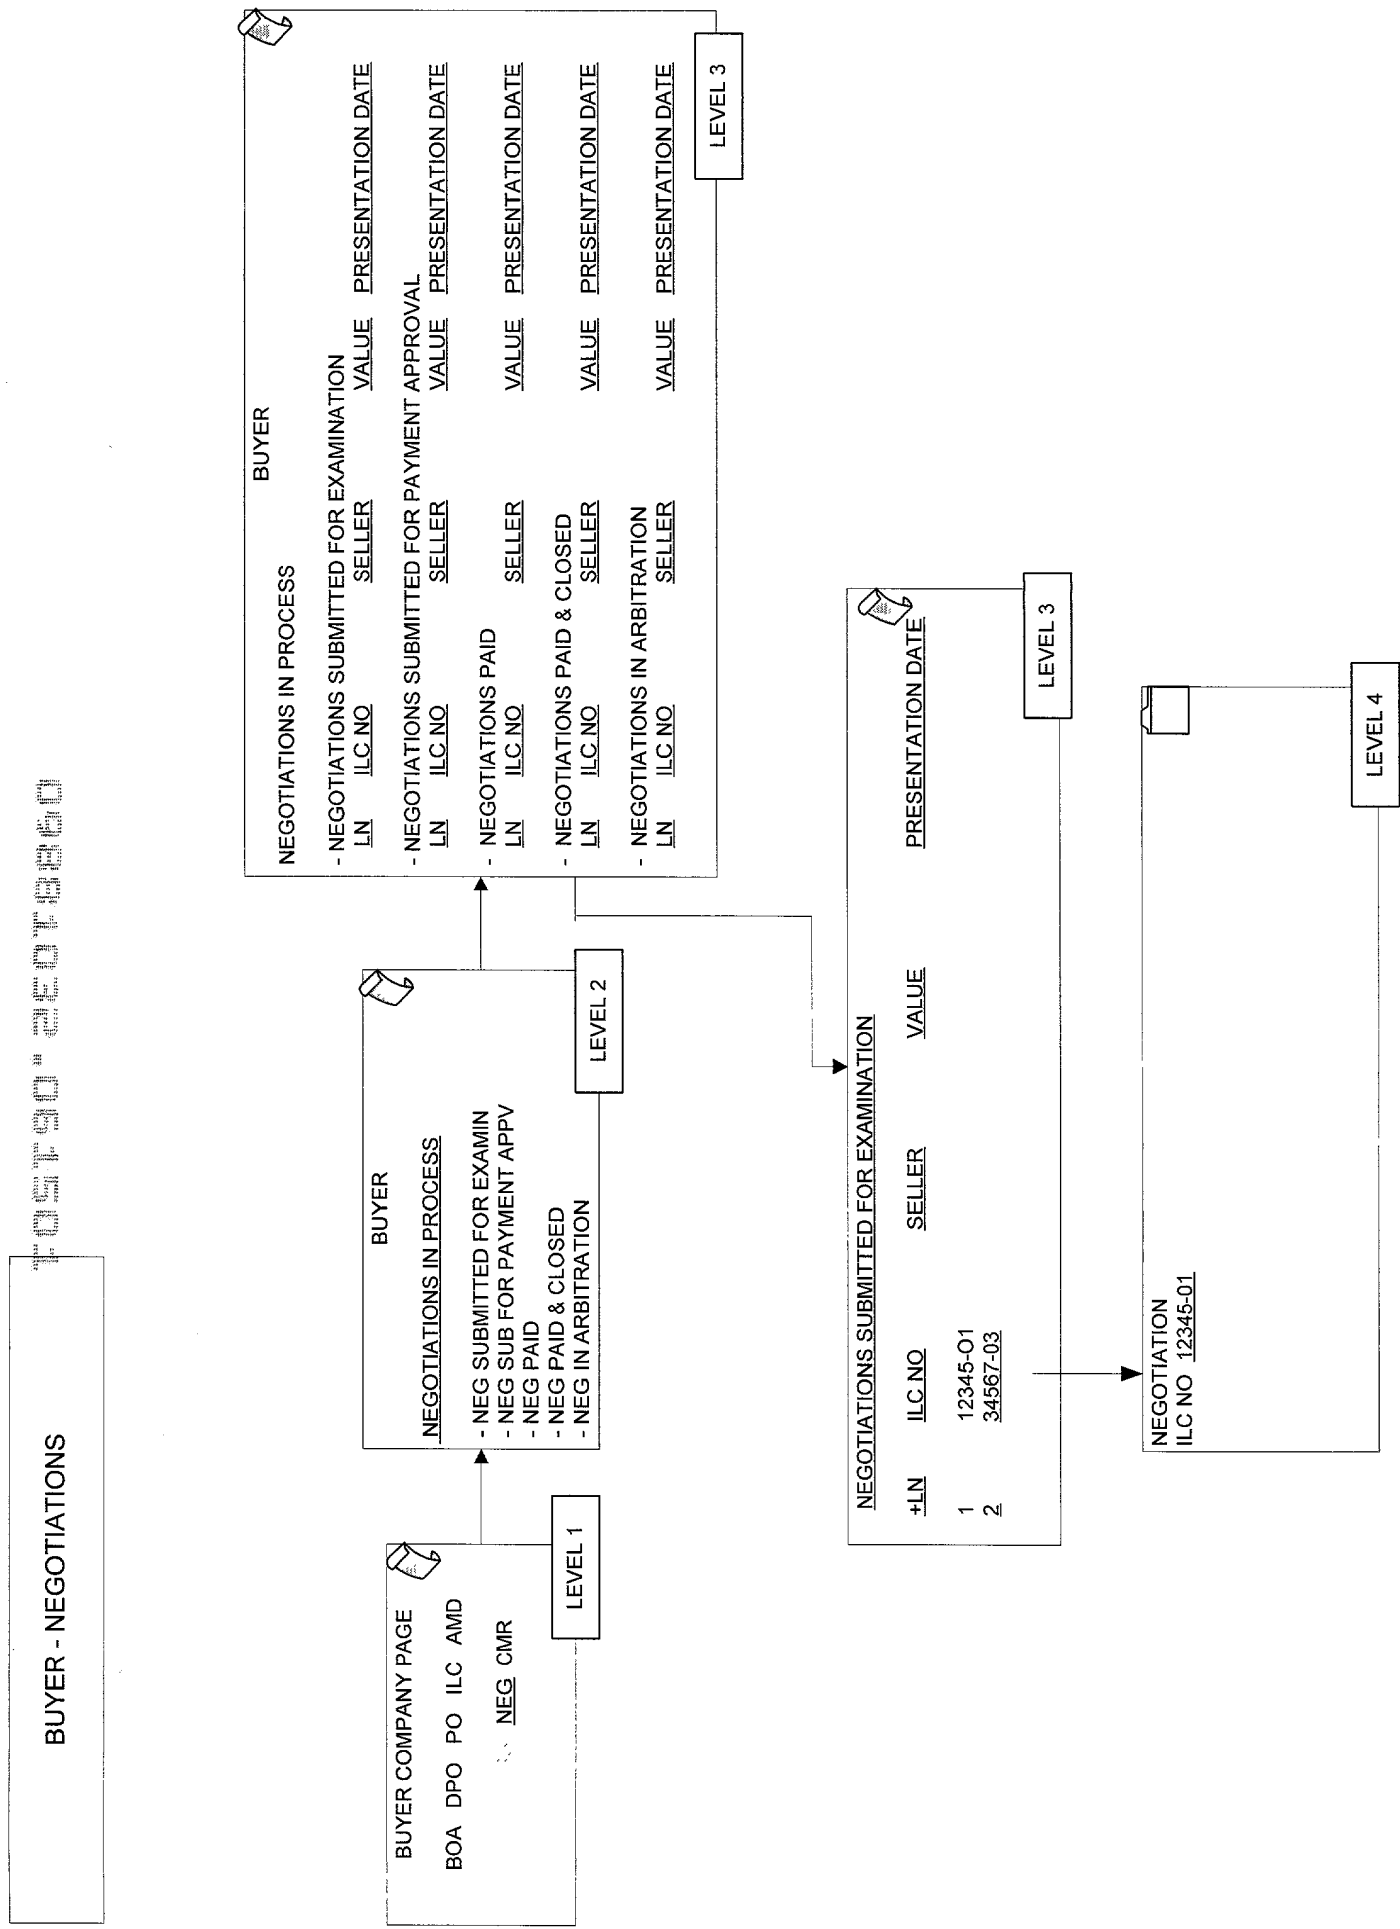 BUYER - NEGOTIATIONS
BUYER COMPANY PAGE
BOA DPO PO ILC AMD
NEG CMR
LEVEL 1
BUYER
NEGOTIATIONS IN PROCESS
- NEG SUBMITTED FOR EXAMIN
- NEG SUB FOR PAYMENT APPV
- NEG PAID
- NEG PAID & CLOSED
- NEG IN ARBITRATION
LEVEL 2
BUYER
NEGOTIATIONS IN PROCESS
- NEGOTIATIONS SUBMITTED FOR EXAMINATION
LN ILC NO SELLER VALUE PRESENTATION DATE
- NEGOTIATIONS SUBMITTED FOR PAYMENT APPROVAL
LN ILC NO SELLER VALUE PRESENTATION DATE
- NEGOTIATIONS PAID
LN ILC NO SELLER VALUE PRESENTATION DATE
- NEGOTIATIONS PAID & CLOSED
LN ILC NO SELLER VALUE PRESENTATION DATE
- NEGOTIATIONS IN ARBITRATION
LN ILC NO SELLER VALUE PRESENTATION DATE
LEVEL 3
NEGOTIATIONS SUBMITTED FOR EXAMINATION
+LN ILC NO SELLER VALUE PRESENTATION DATE
1 12345-O1
2 34567-03
LEVEL 3
NEGOTIATION
ILC NO 12345-01
LEVEL 4